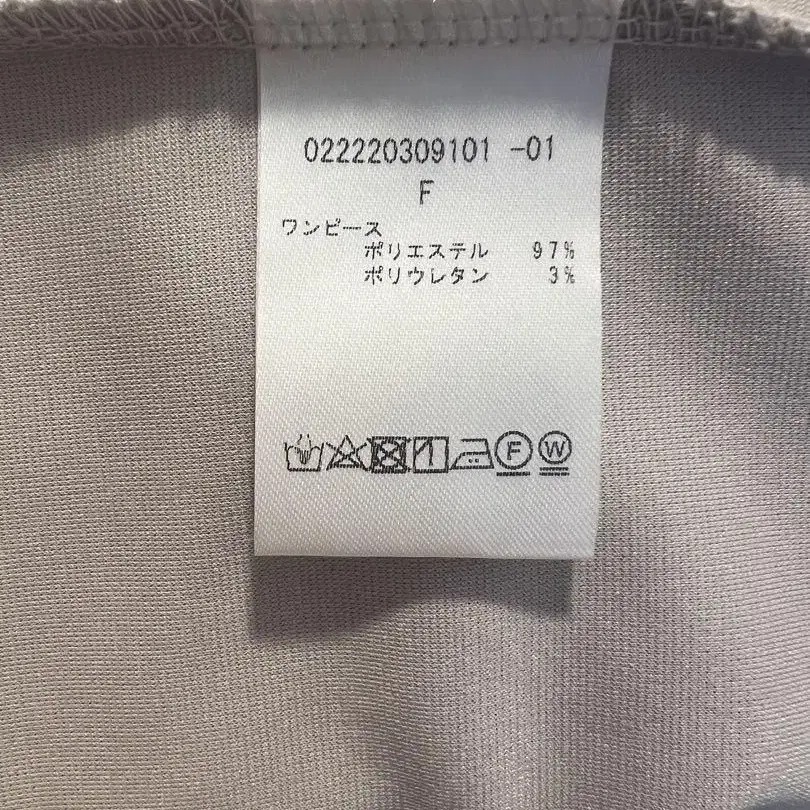 022220309101 -01
F
ワンピース
ポリエステル 97%
ポリウレタン 3%
F W